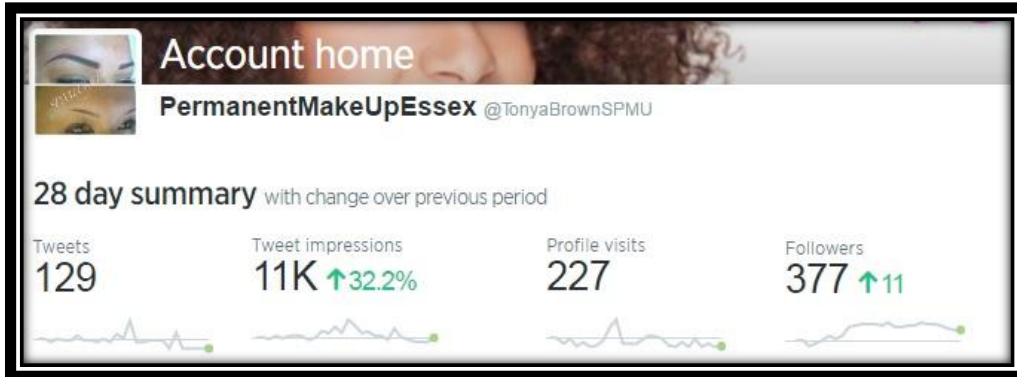 Account home
PermanentMakeUpEssex @TonyaBrownSPMU
28 day summary with change over previous period
Tweets Tweet impressions Profile visits Followers
129 11K ↑32.2% 227 377 ↑11